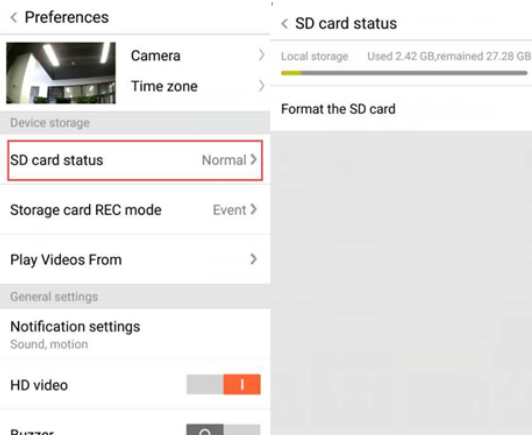 Preferences
Camera
Time zone
Device storage
SD card status Normal
Storage card REC mode Event
Play Videos From
General settings
Notification settings
Sound, motion
HD video
Buzzer
SD card status
Local storage Used 2.42 GB,remained 27.28 GB
Format the SD card